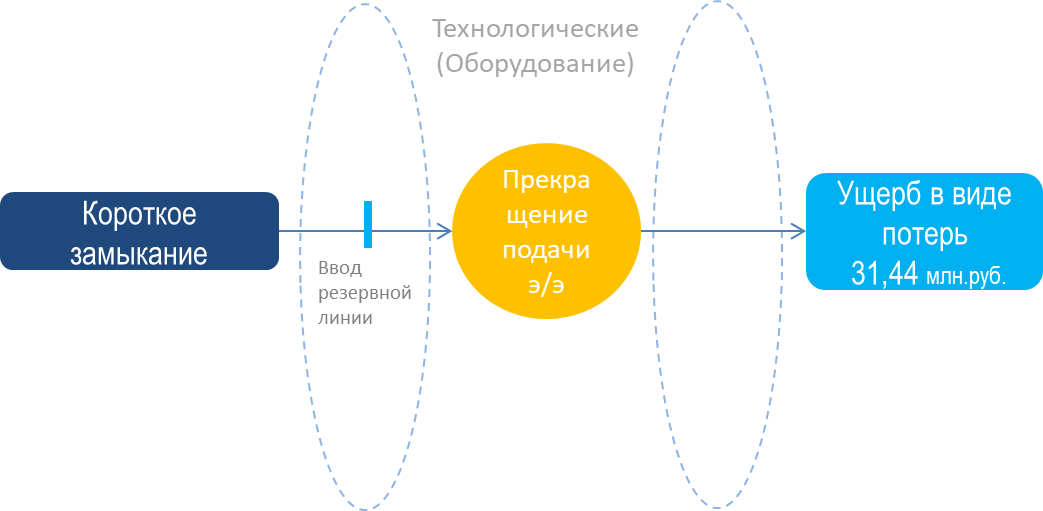 Технологические
(Оборудование)
Короткое
замыкание
Ввод
резервной
линии
Прекра
щение
подачи
э/э
Ущерб в виде
потерь
31,44 млн.руб.